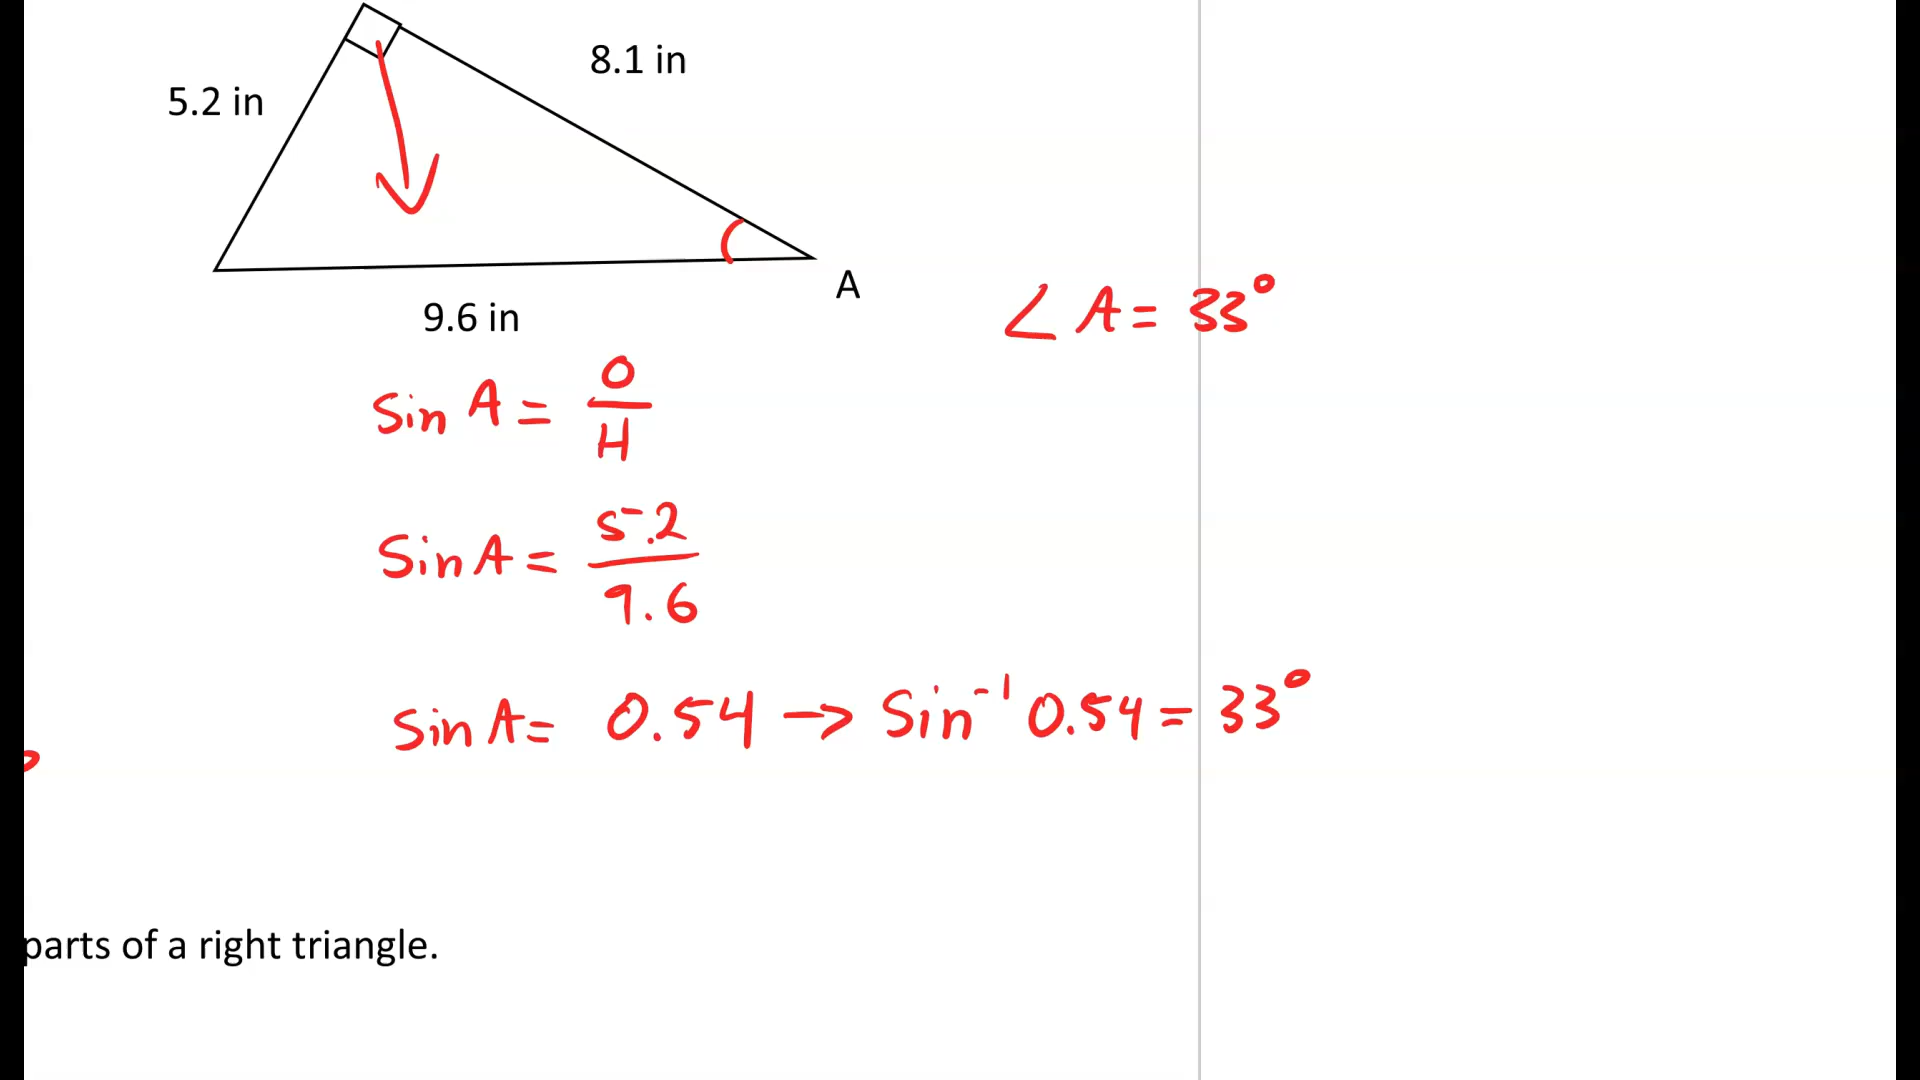 8.1 in
5.2 in
A
9.6 in
∠ A = 33°
sin A = O/H
Sin A = 5.2/9.6
sin A = 0.54 → Sin⁻¹ 0.54 = 33°
parts of a right triangle.